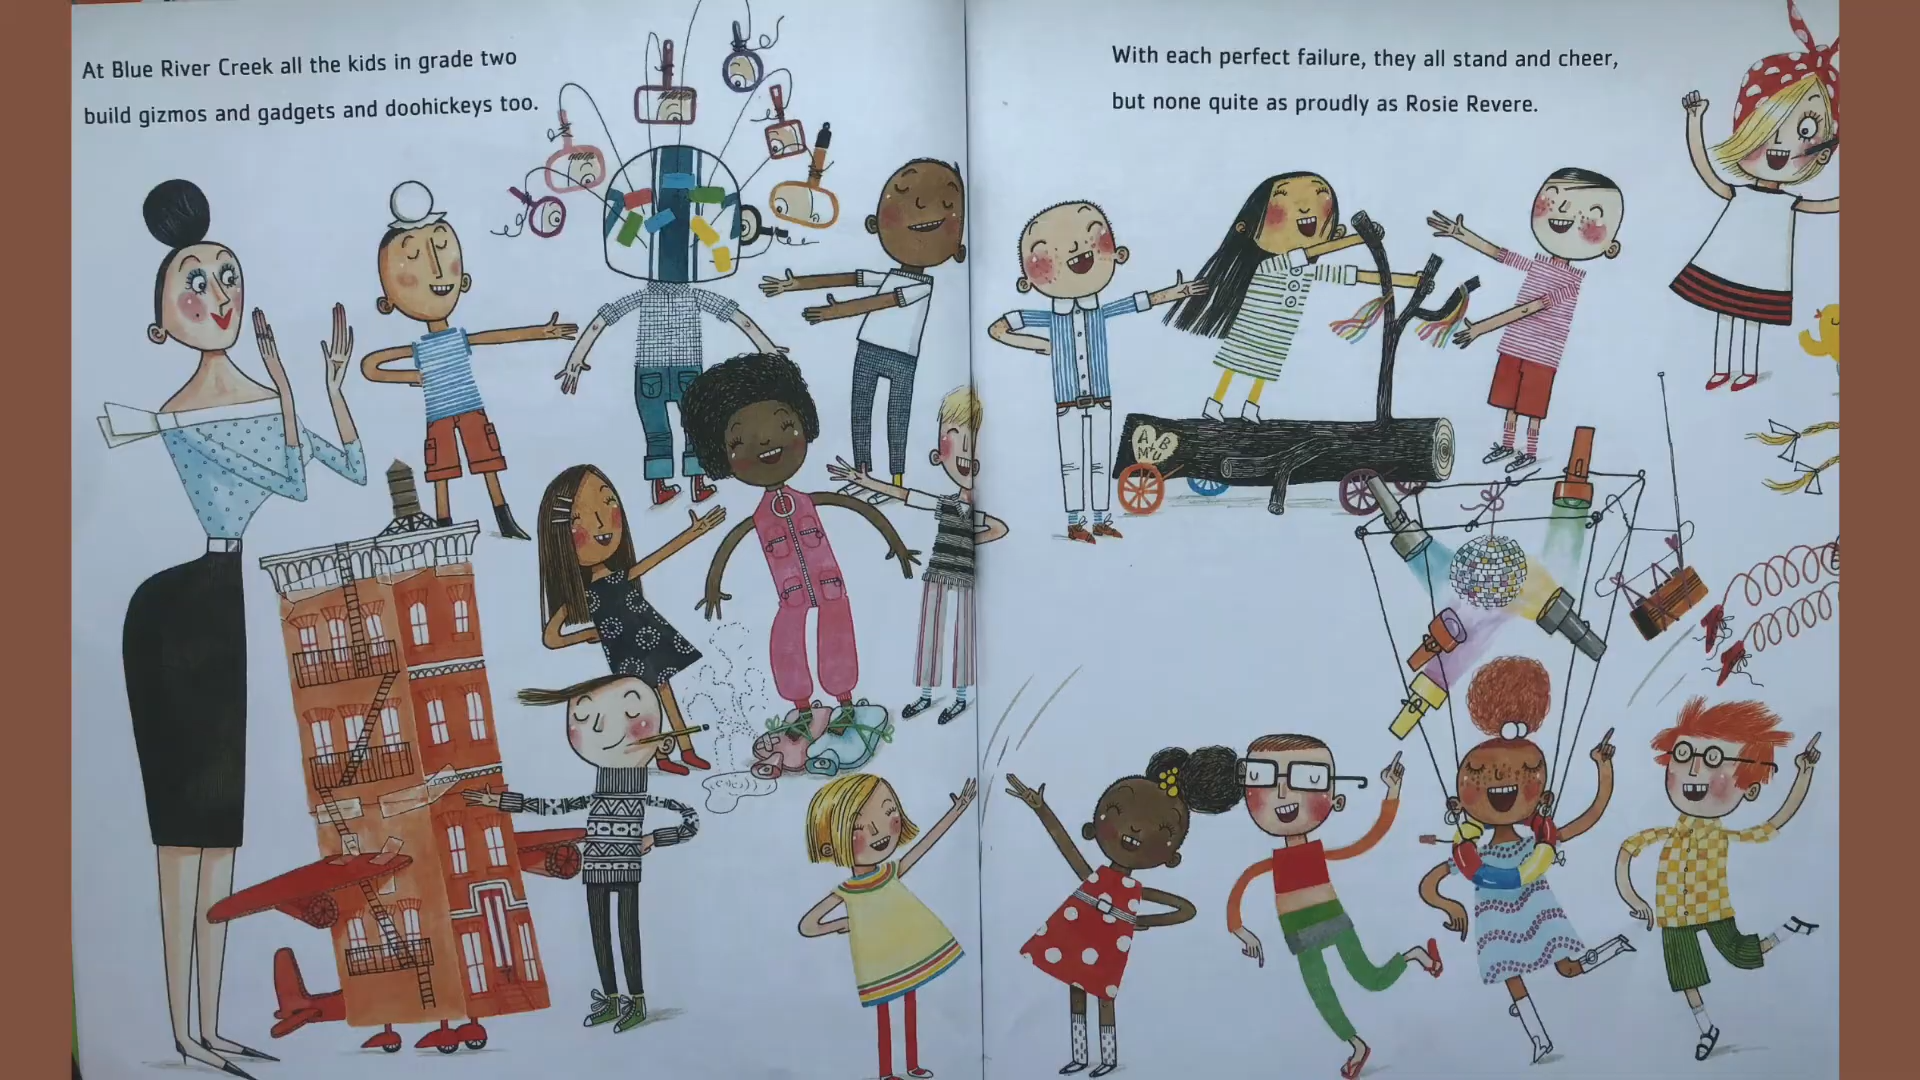 At Blue River Creek all the kids in grade two
build gizmos and gadgets and doohickeys too.
With each perfect failure, they all stand and cheer,
but none quite as proudly as Rosie Revere.
A B
+
M U